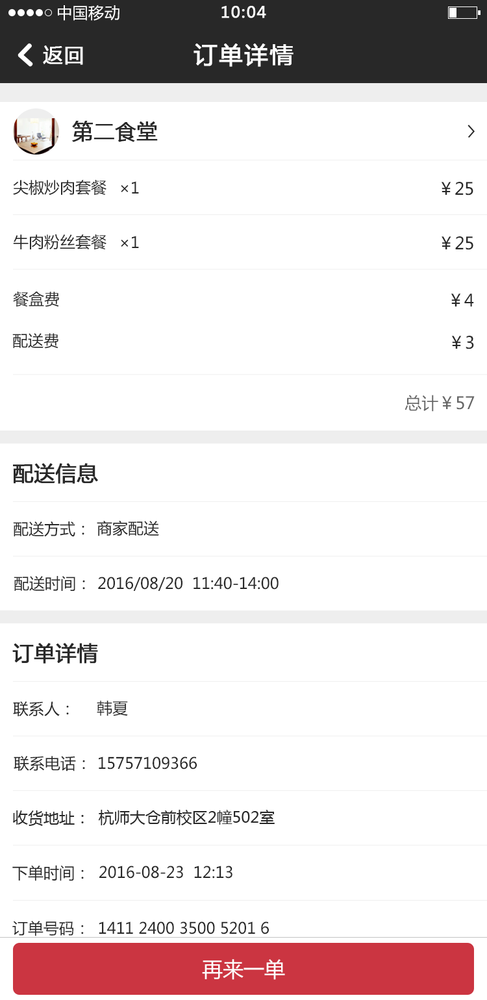 中国移动 10:04
返回 订单详情
第二食堂
尖椒炒肉套餐 ×1 ¥25
牛肉粉丝套餐 ×1 ¥25
餐盒费 ¥4
配送费 ¥3
总计¥57
配送信息
配送方式： 商家配送
配送时间： 2016/08/20 11:40-14:00
订单详情
联系人： 韩夏
联系电话： 15757109366
收货地址： 杭师大仓前校区2幢502室
下单时间： 2016-08-23 12:13
订单号码： 1411 2400 3500 5201 6
再来一单